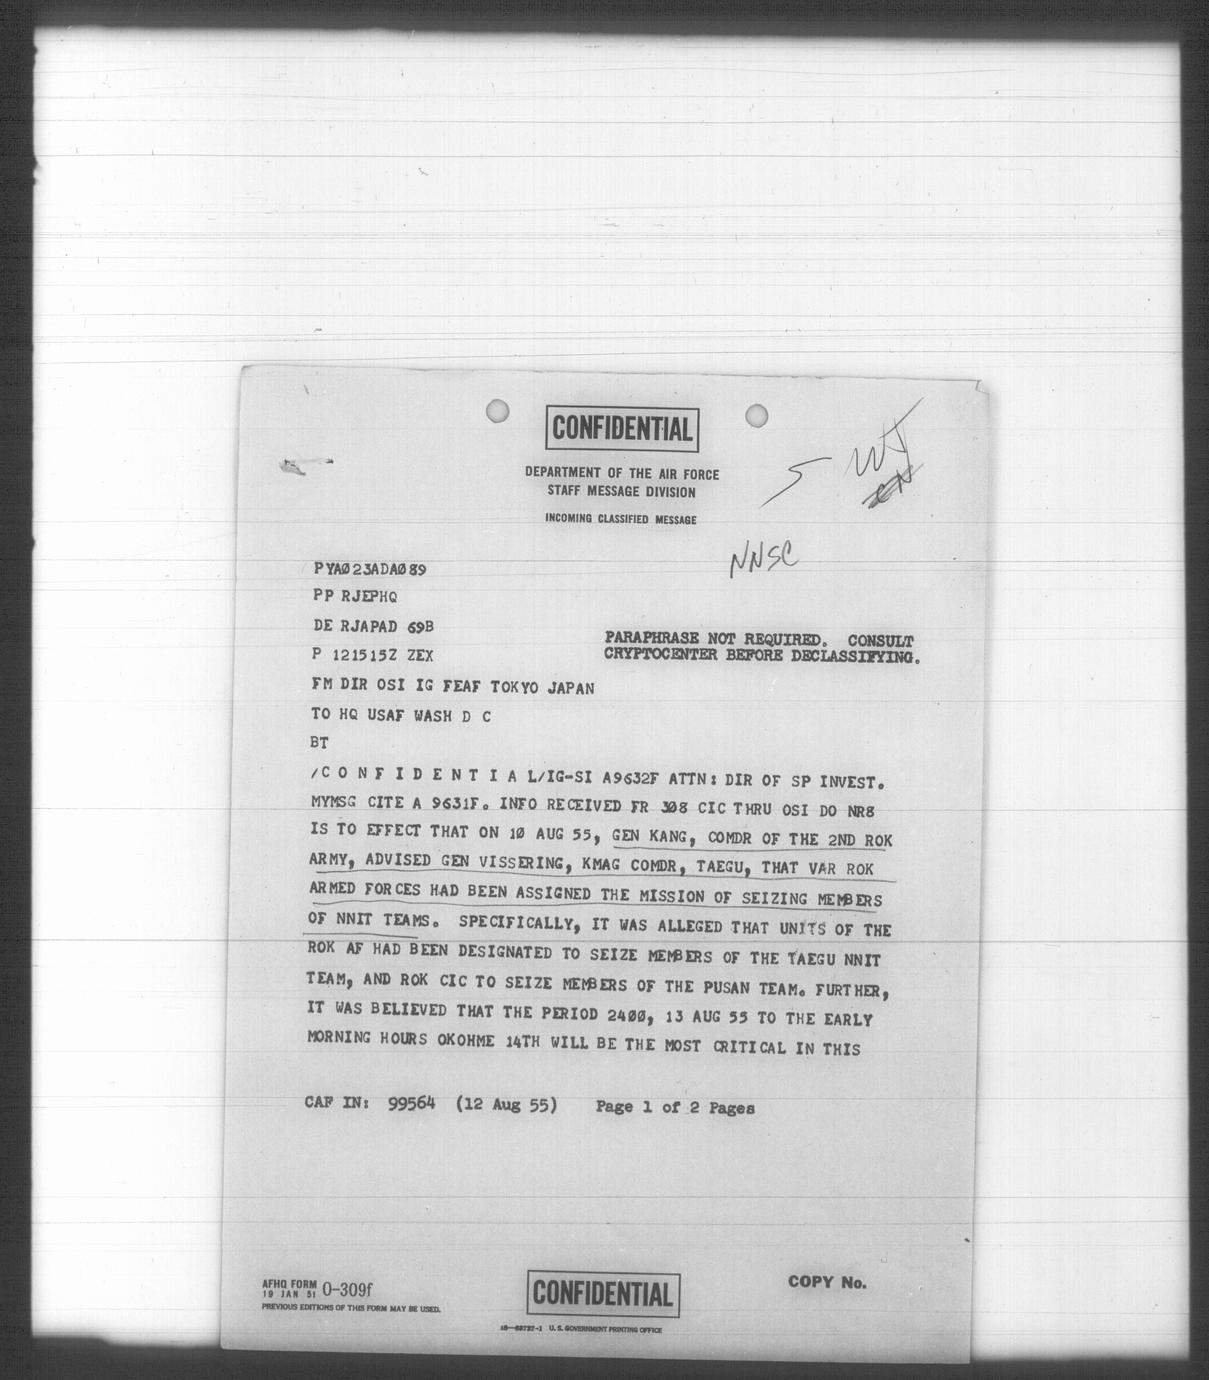 CONFIDENTIAL
DEPARTMENT OF THE AIR FORCE
STAFF MESSAGE DIVISION
INCOMING CLASSIFIED MESSAGE
NNSC
PYAØ23ADAØ89
PP RJEPHQ
DE RJAPAD 69B
P 121515Z ZEX
PARAPHRASE NOT REQUIRED. CONSULT
CRYPTOCENTER BEFORE DECLASSIFYING.
FM DIR OSI IG FEAF TOKYO JAPAN
TO HQ USAF WASH D C
BT
/C O N F I D E N T I A L/IG-SI A9632F ATTN: DIR OF SP INVEST.
MYMSG CITE A 9631F. INFO RECEIVED FR 3Ø8 CIC THRU OSI DO NR8
IS TO EFFECT THAT ON 1Ø AUG 55, GEN KANG, COMDR OF THE 2ND ROK
ARMY, ADVISED GEN VISSERING, KMAG COMDR, TAEGU, THAT VAR ROK
ARMED FORCES HAD BEEN ASSIGNED THE MISSION OF SEIZING MEMBERS
OF NNIT TEAMS. SPECIFICALLY, IT WAS ALLEGED THAT UNITS OF THE
ROK AF HAD BEEN DESIGNATED TO SEIZE MEMBERS OF THE TAEGU NNIT
TEAM, AND ROK CIC TO SEIZE MEMBERS OF THE PUSAN TEAM. FURTHER,
IT WAS BELIEVED THAT THE PERIOD 24ØØ, 13 AUG 55 TO THE EARLY
MORNING HOURS OKOHME 14TH WILL BE THE MOST CRITICAL IN THIS
CAF IN: 99564 (12 Aug 55) Page 1 of 2 Pages
AFHQ FORM
19 JAN 51 O-309f
PREVIOUS EDITIONS OF THIS FORM MAY BE USED.
CONFIDENTIAL
COPY No.
16—63727-1 U. S. GOVERNMENT PRINTING OFFICE